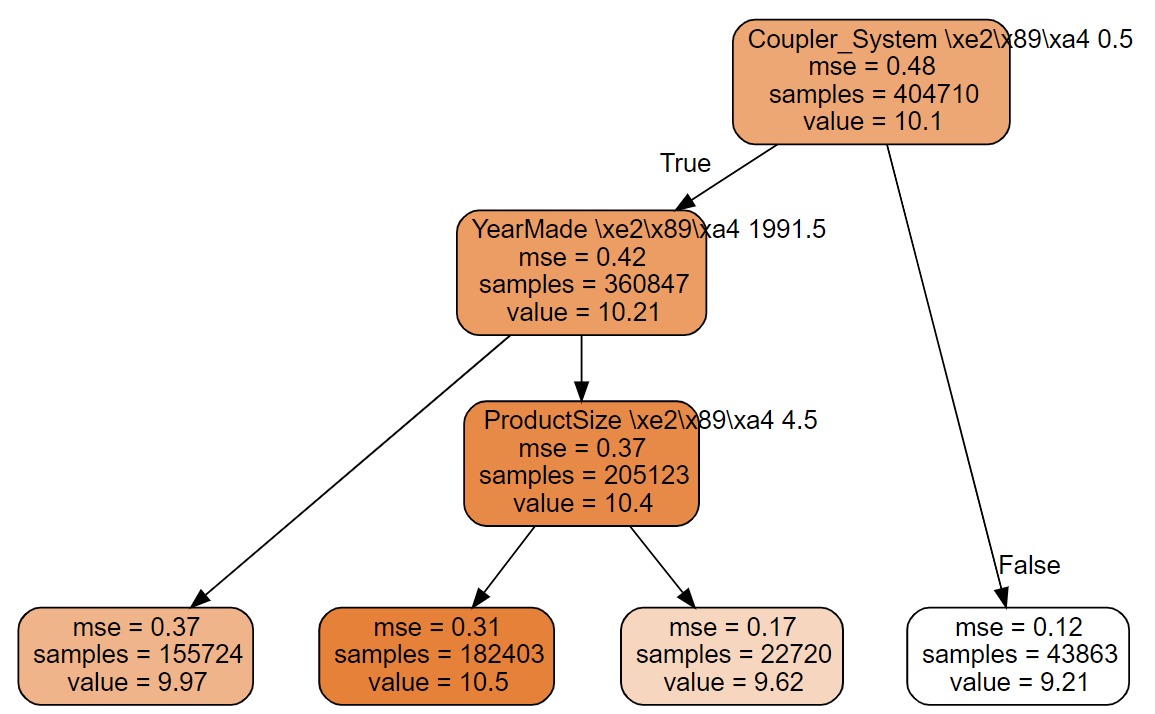 Coupler_System \xe2\x89\xa4 0.5
mse = 0.48
samples = 404710
value = 10.1
True
YearMade \xe2\x89\xa4 1991.5
mse = 0.42
samples = 360847
value = 10.21
ProductSize \xe2\x89\xa4 4.5
mse = 0.37
samples = 205123
value = 10.4
False
mse = 0.37
samples = 155724
value = 9.97
mse = 0.31
samples = 182403
value = 10.5
mse = 0.17
samples = 22720
value = 9.62
mse = 0.12
samples = 43863
value = 9.21